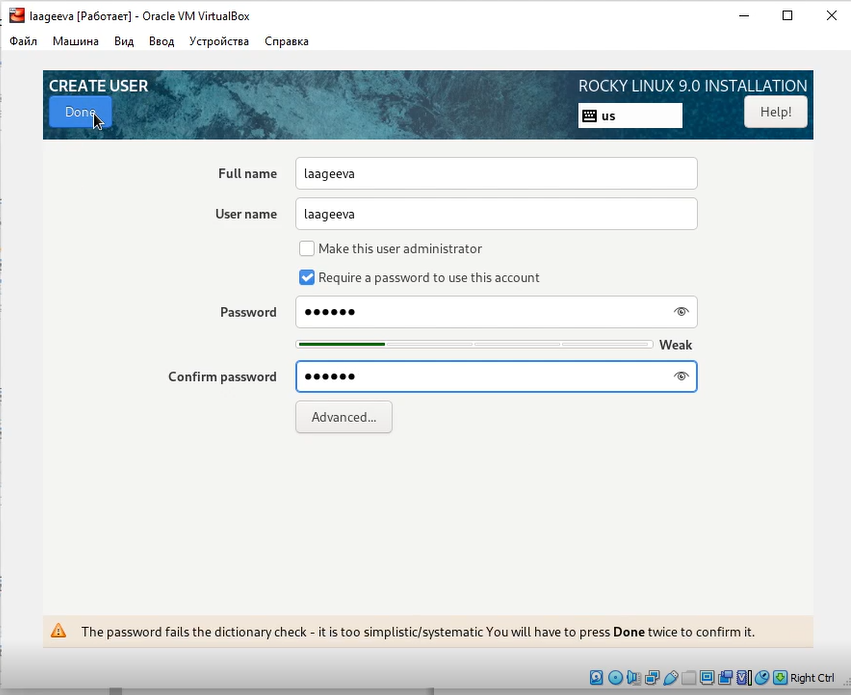 laageeva [Работает] - Oracle VM VirtualBox
Файл Машина Вид Ввод Устройства Справка
CREATE USER
ROCKY LINUX 9.0 INSTALLATION
Done
us
Help!
Full name
laageeva
User name
laageeva
Make this user administrator
Require a password to use this account
Password
●●●●●●
Weak
Confirm password
●●●●●●
Advanced...
The password fails the dictionary check - it is too simplistic/systematic You will have to press Done twice to confirm it.
Right Ctrl